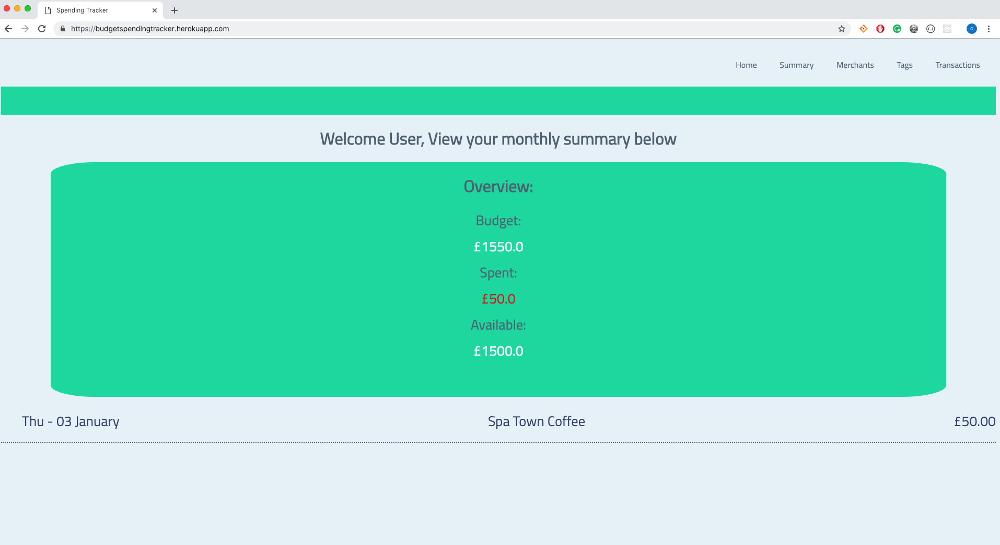 Spending Tracker
https://budgetspendingtracker.herokuapp.com
c
Home Summary Merchants Tags Transactions
Welcome User, View your monthly summary below
Overview:
Budget:
£1550.0
Spent:
£50.0
Available:
£1500.0
Thu - 03 January Spa Town Coffee £50.00